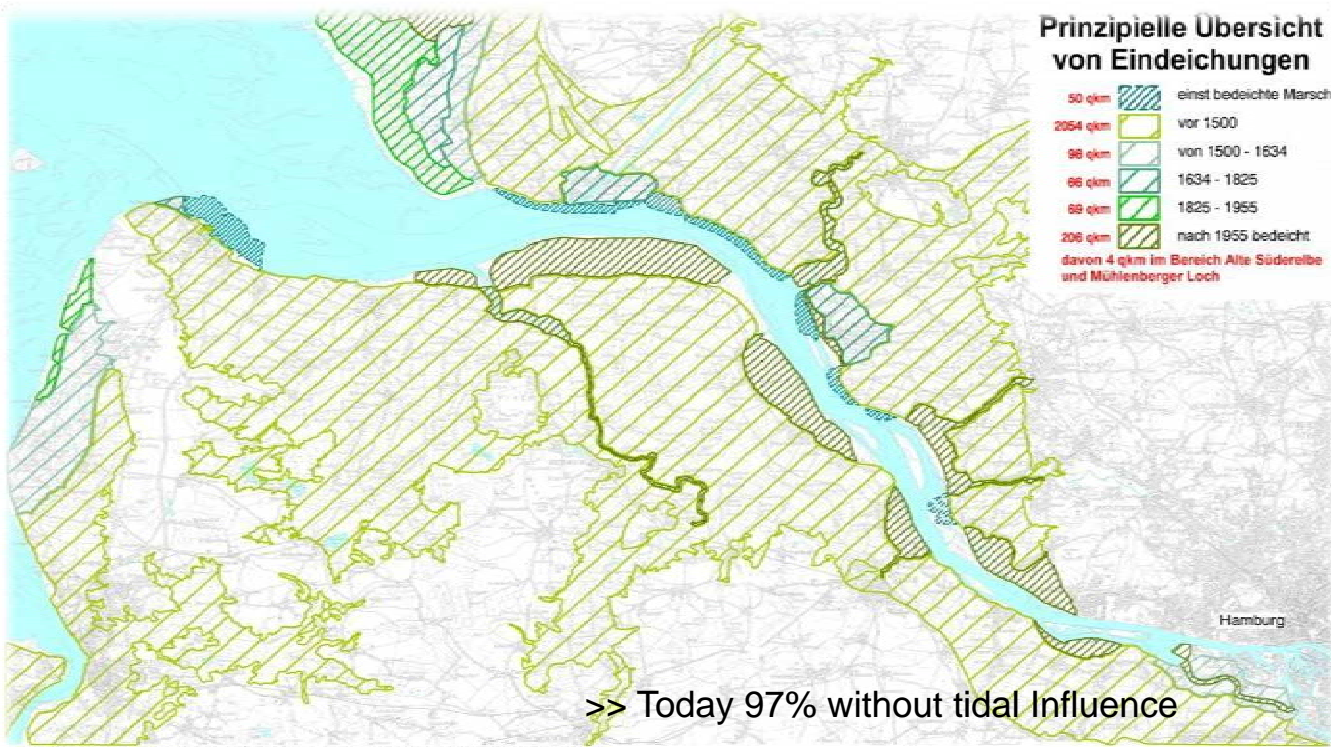 Prinzipielle Übersicht
von Eindeichungen
50 qkm einst bedeichte Marsch
2054 qkm vor 1500
98 qkm von 1500 - 1634
66 qkm 1634 - 1825
69 qkm 1825 - 1955
206 qkm nach 1955 bedeicht
davon 4 qkm im Bereich Alte Süderelbe
und Mühlenberger Loch
Hamburg
>> Today 97% without tidal Influence